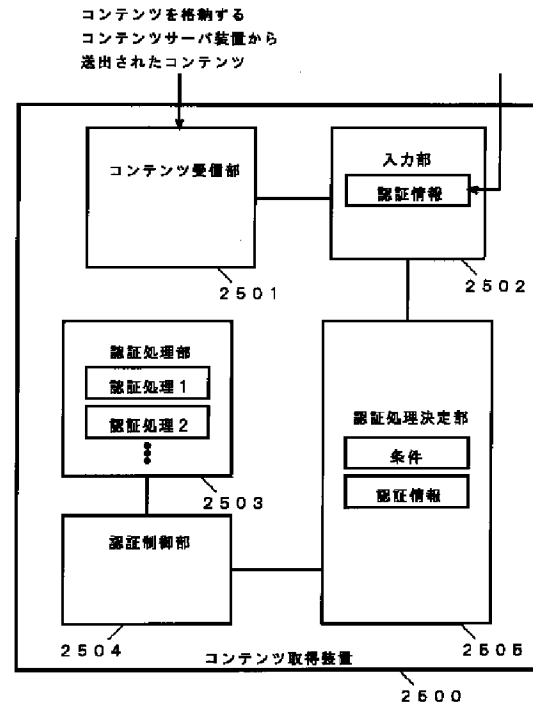 コンテンツを格納する
コンテンツサーバ装置から
送出されたコンテンツ
コンテンツ受信部
2501
入力部
認証情報
2502
認証処理部
認証処理1
認証処理2
2503
認証制御部
2504
認証処理決定部
条件
認証情報
2505
コンテンツ取得装置
2500